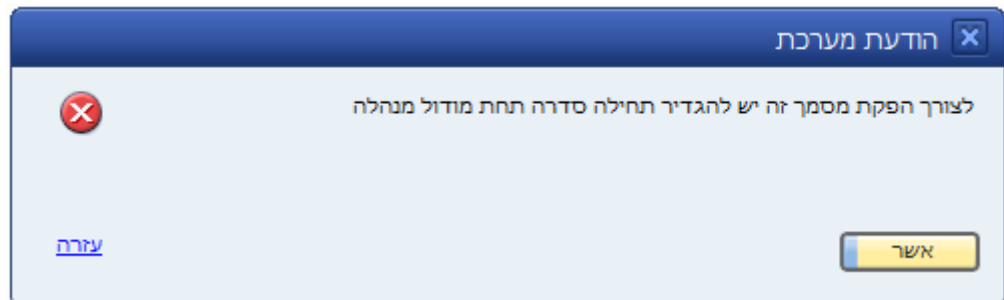 הודעת מערכת
לצורך הפקת מסמך זה יש להגדיר תחילה סדרה תחת מודול מנהלה
אשר
עזרה